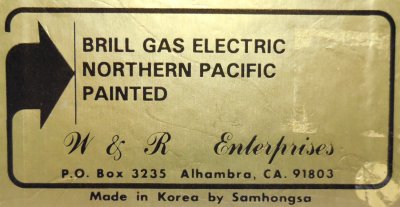 BRILL GAS ELECTRIC
NORTHERN PACIFIC
PAINTED
W & R Enterprises
P.O. Box 3235 Alhambra, CA. 91803
Made in Korea by Samhongsa